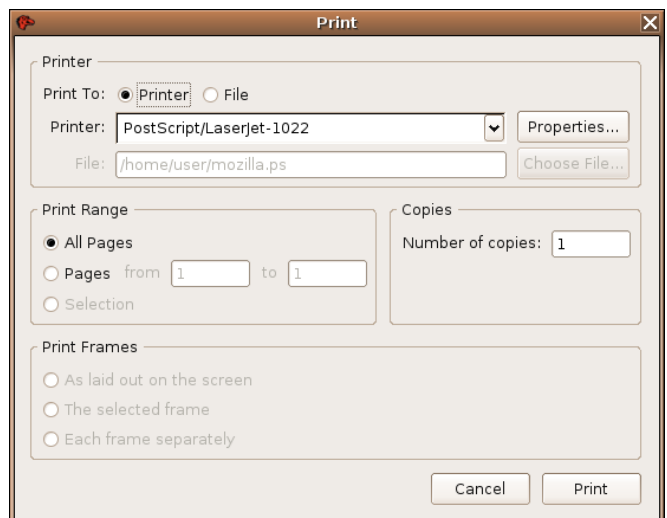 Print
Printer
Print To: Printer File
Printer: PostScript/LaserJet-1022 Properties...
File: /home/user/mozilla.ps Choose File...
Print Range
All Pages
Pages from 1 to 1
Selection
Copies
Number of copies: 1
Print Frames
As laid out on the screen
The selected frame
Each frame separately
Cancel Print